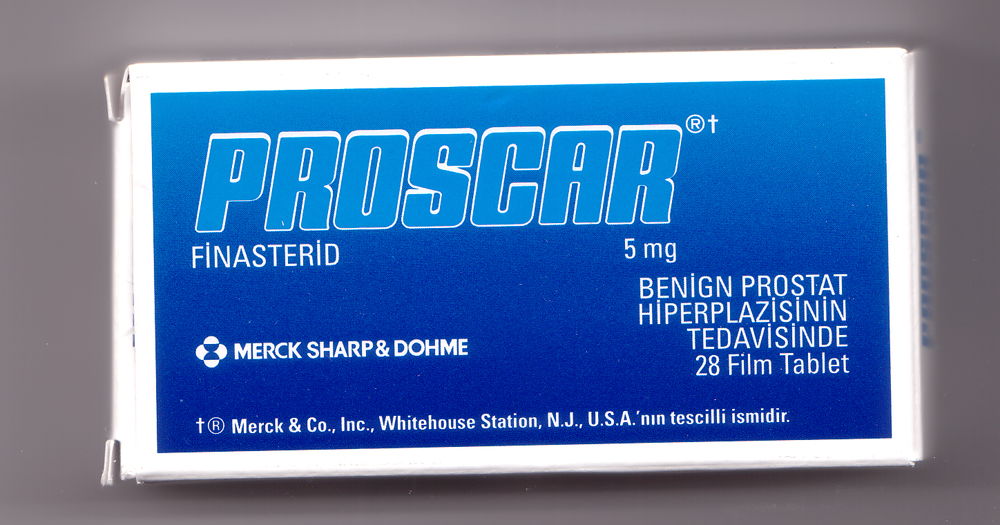 PROSCAR®†
FİNASTERİD 5 mg
BENİGN PROSTAT
HİPERPLAZİSİNİN
TEDAVİSİNDE
28 Film Tablet
MERCK SHARP & DOHME
†® Merck & Co., Inc., Whitehouse Station, N.J., U.S.A.'nın tescilli ismidir.